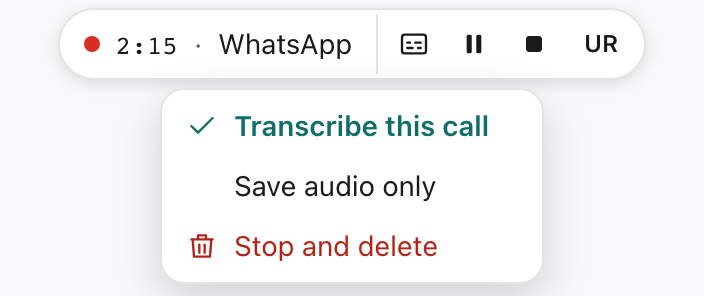 2:15 · WhatsApp UR
Transcribe this call
Save audio only
Stop and delete